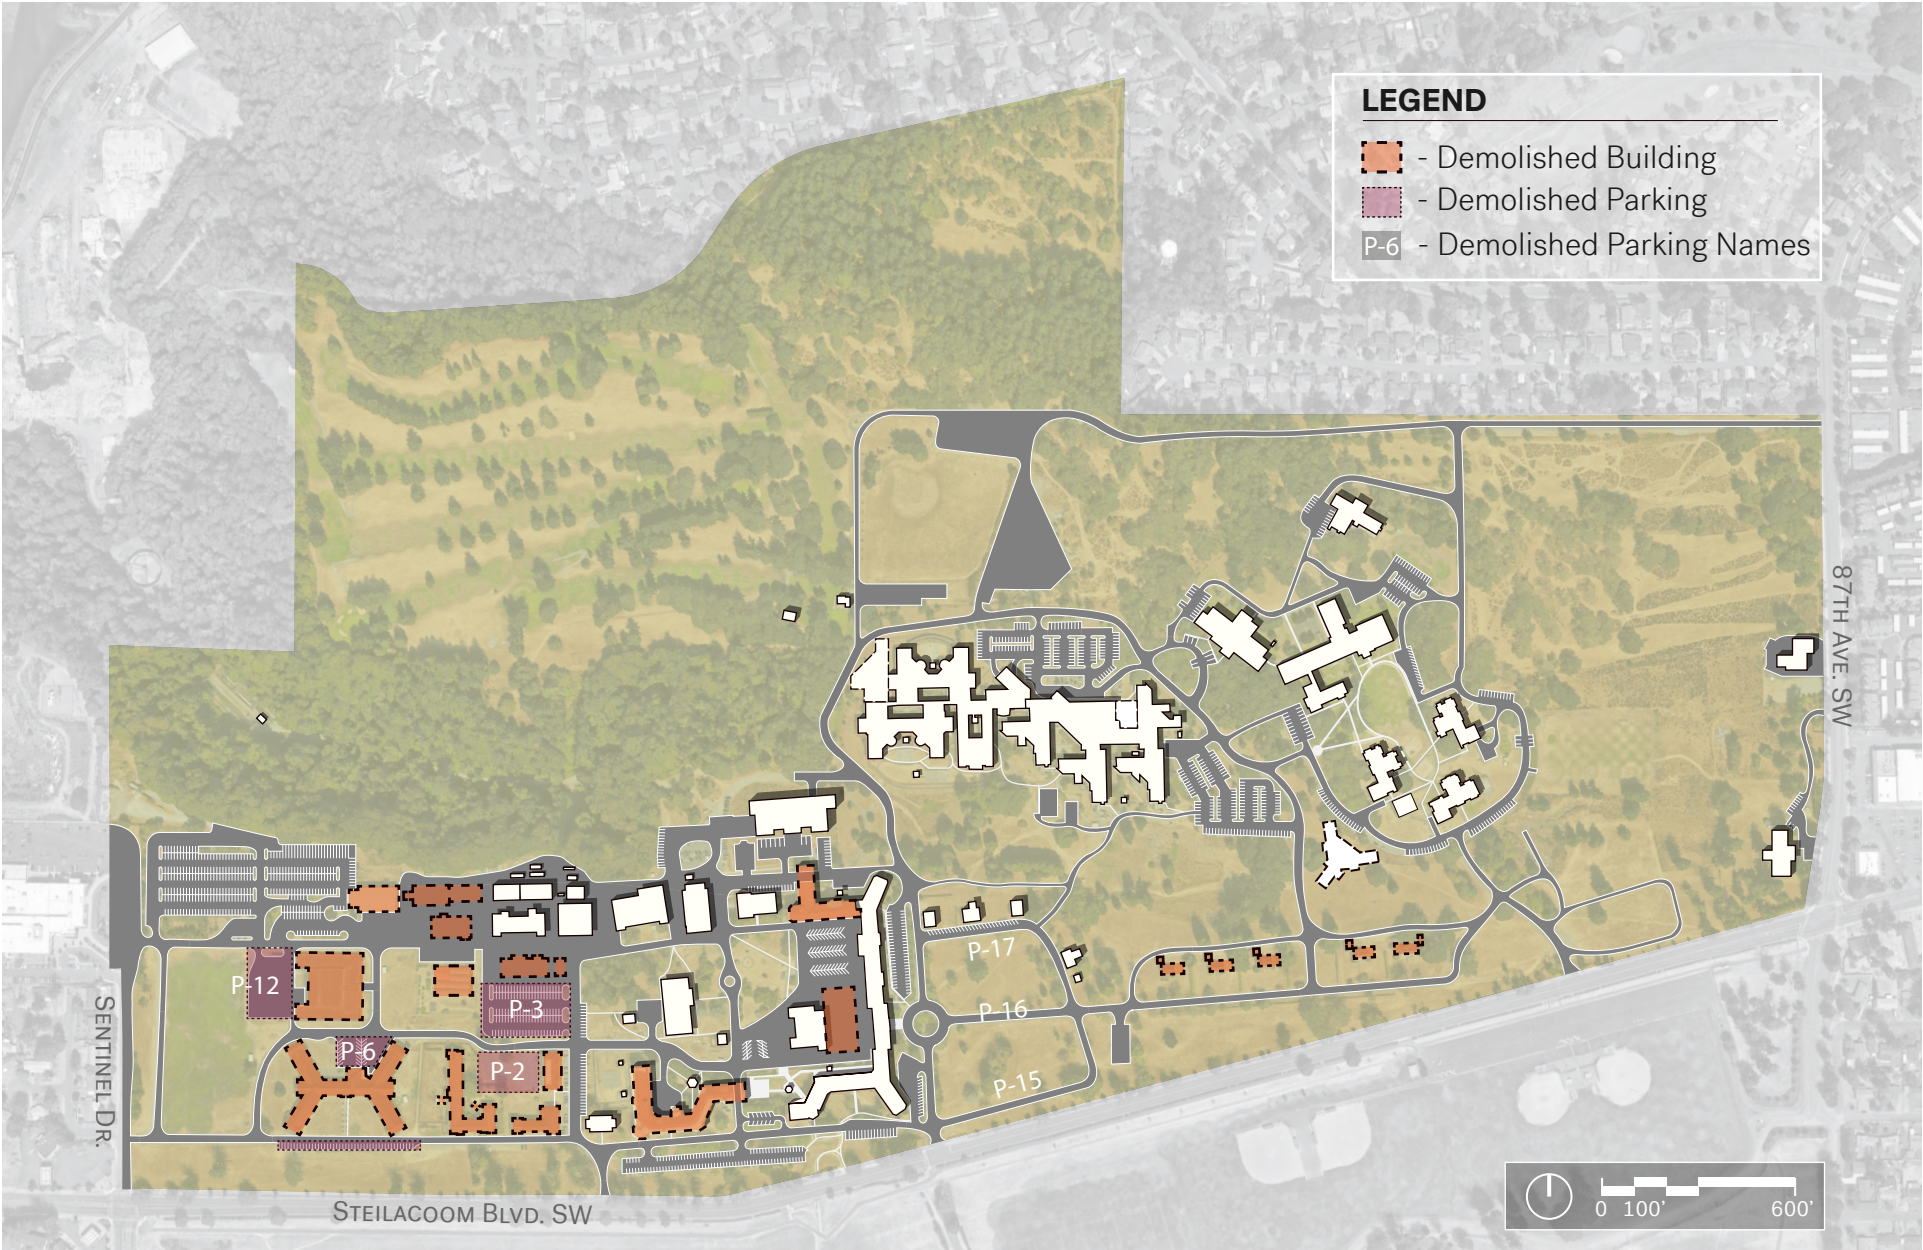 LEGEND
- Demolished Building
- Demolished Parking
P-6 - Demolished Parking Names
87TH AVE. SW
P-17
P-12
P-16
P-3
P-6
P-2
P-15
SENTINEL DR.
STEILACOOM BLVD. SW
0 100' 600'